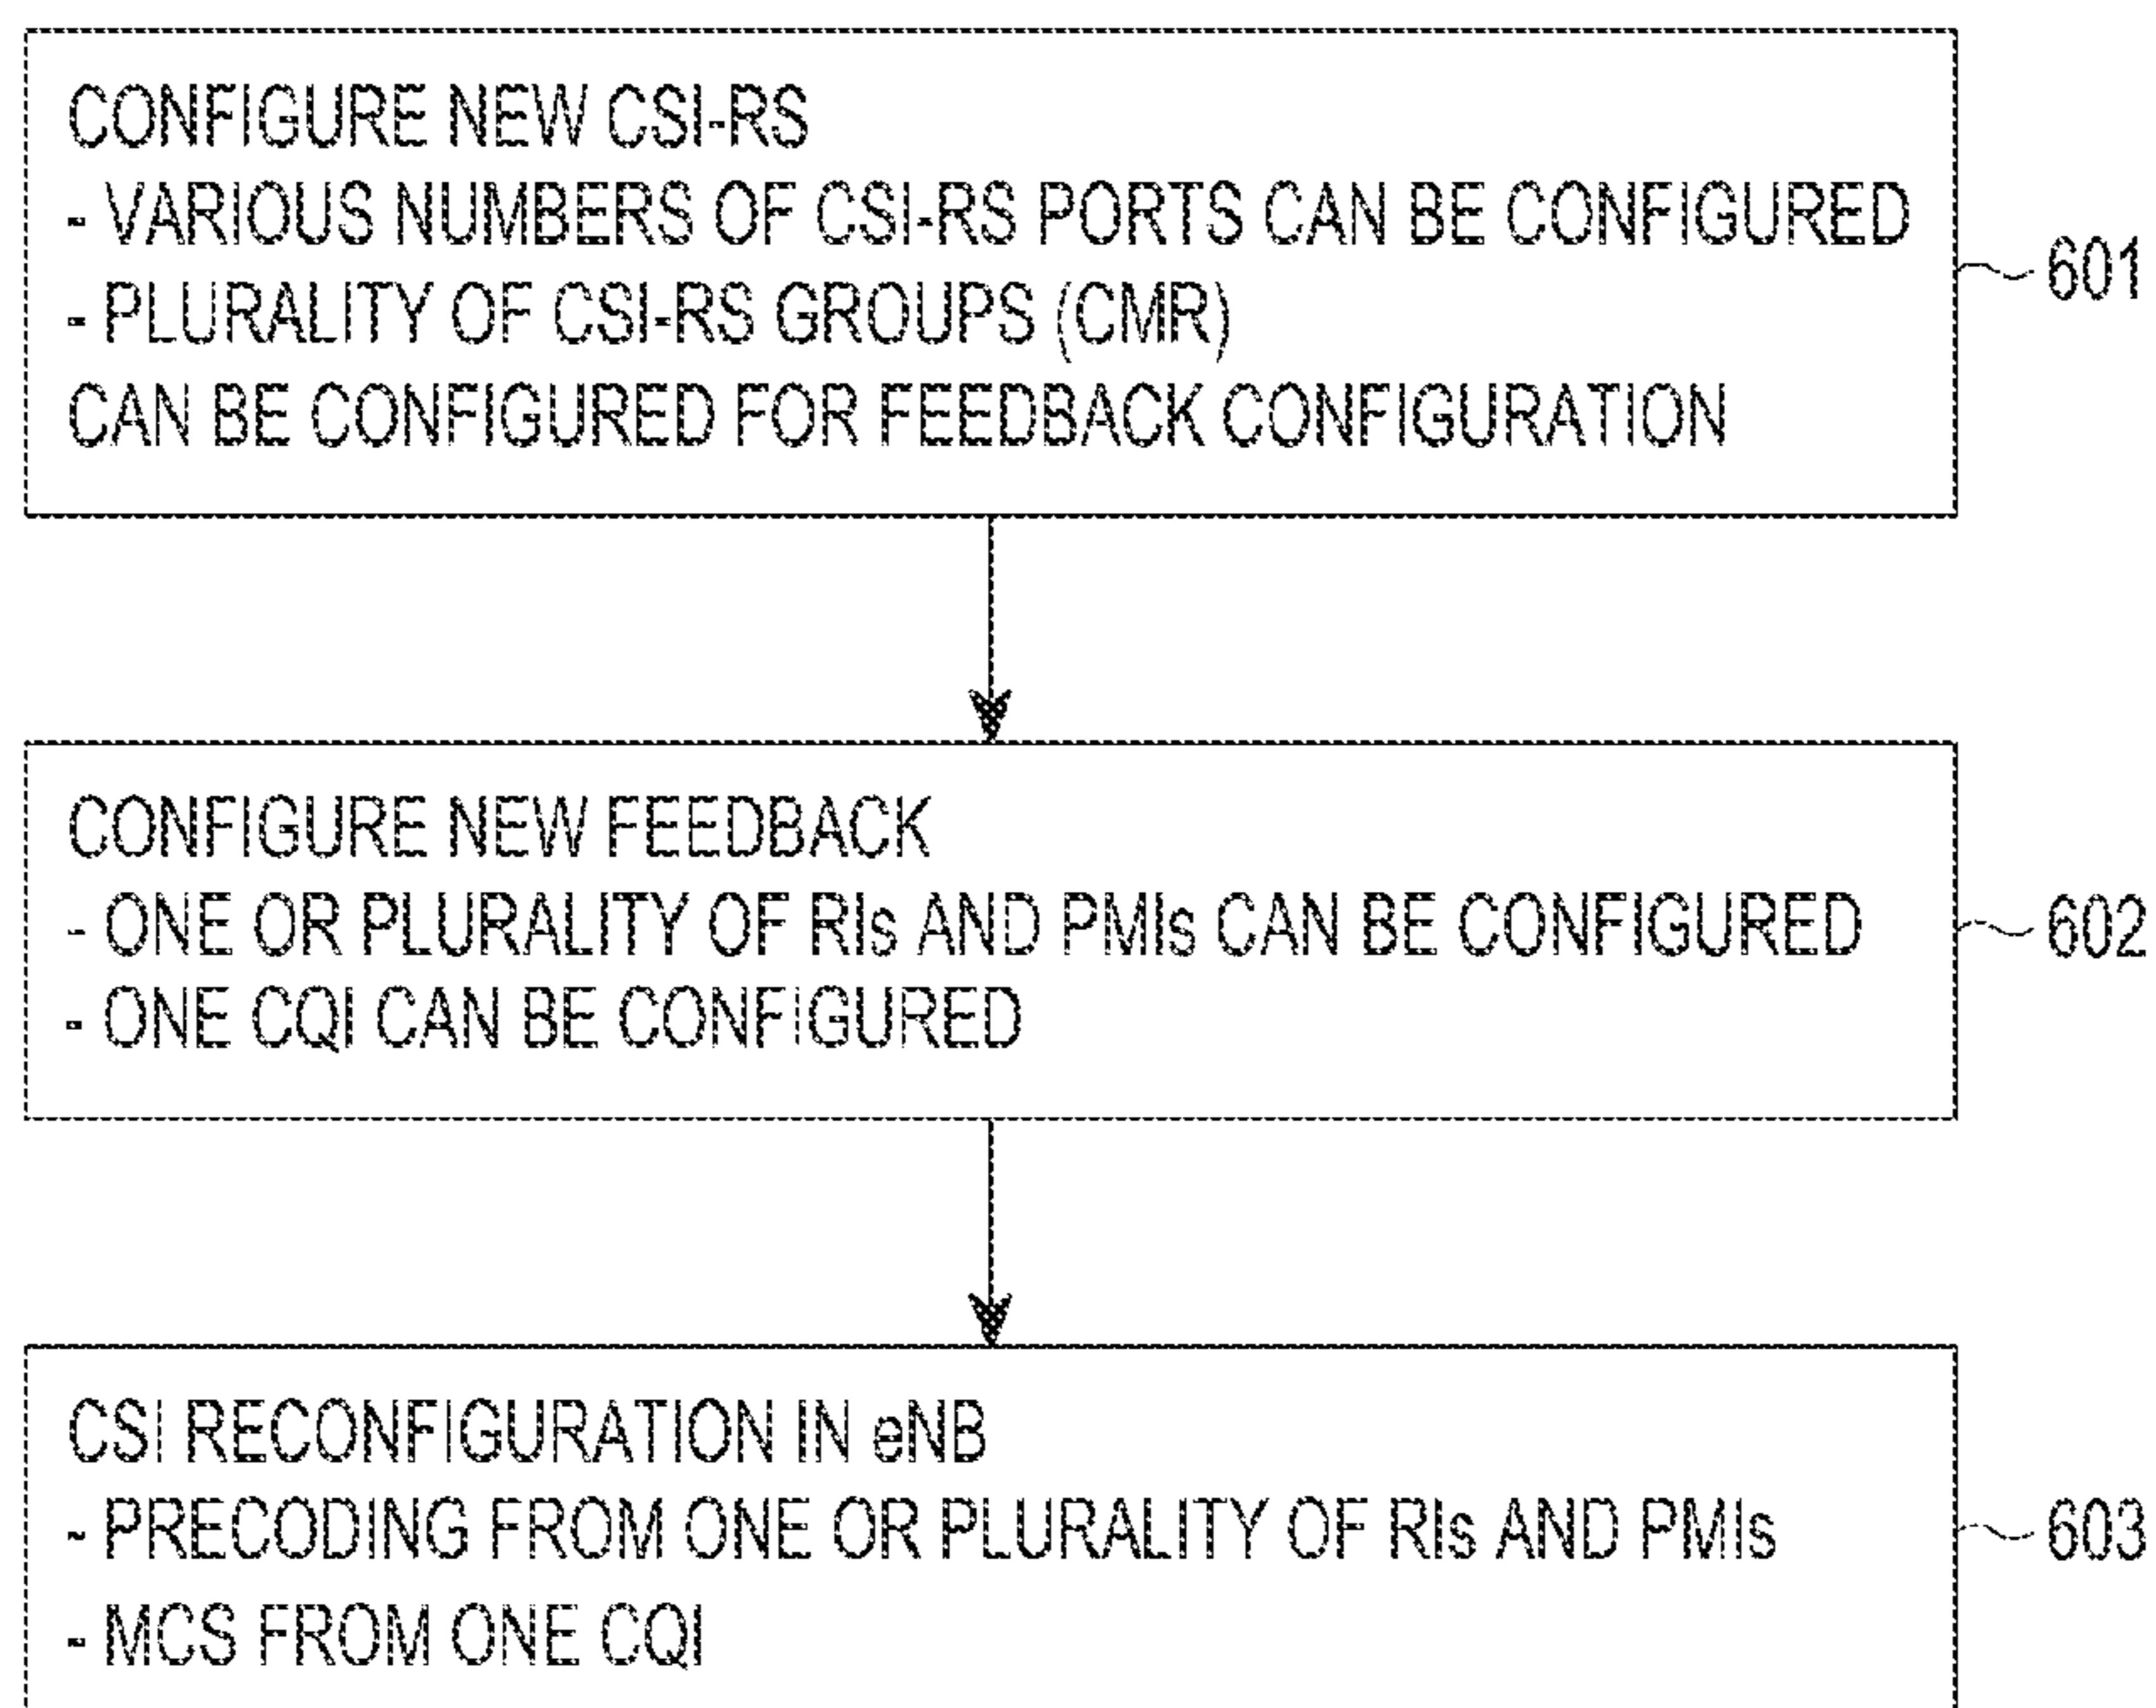 CONFIGURE NEW CSI-RS
- VARIOUS NUMBERS OF CSI-RS PORTS CAN BE CONFIGURED
- PLURALITY OF CSI-RS GROUPS (CMR)
CAN BE CONFIGURED FOR FEEDBACK CONFIGURATION
601
CONFIGURE NEW FEEDBACK
- ONE OR PLURALITY OF RIs AND PMIs CAN BE CONFIGURED
- ONE CQI CAN BE CONFIGURED
602
CSI RECONFIGURATION IN eNB
- PRECODING FROM ONE OR PLURALITY OF RIs AND PMIs
- MCS FROM ONE CQI
603